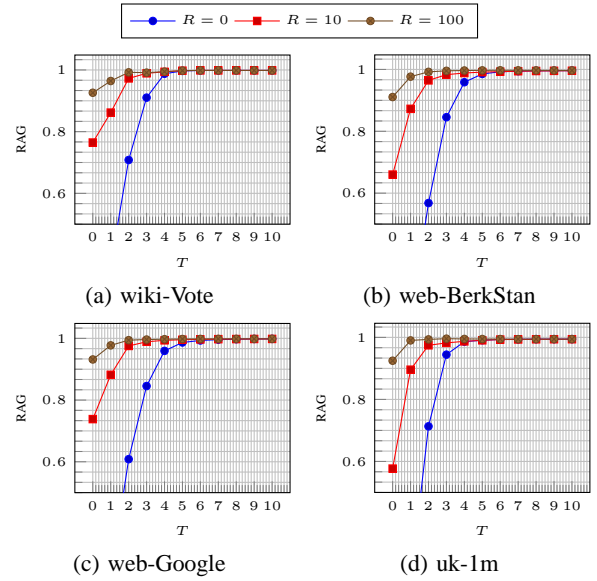 R = 0 R = 10 R = 100
1
0.8
0.6
RAG
0 1 2 3 4 5 6 7 8 9 10
T
(a) wiki-Vote
1
0.8
0.6
RAG
0 1 2 3 4 5 6 7 8 9 10
T
(b) web-BerkStan
1
0.8
0.6
RAG
0 1 2 3 4 5 6 7 8 9 10
T
(c) web-Google
1
0.8
0.6
RAG
0 1 2 3 4 5 6 7 8 9 10
T
(d) uk-1m